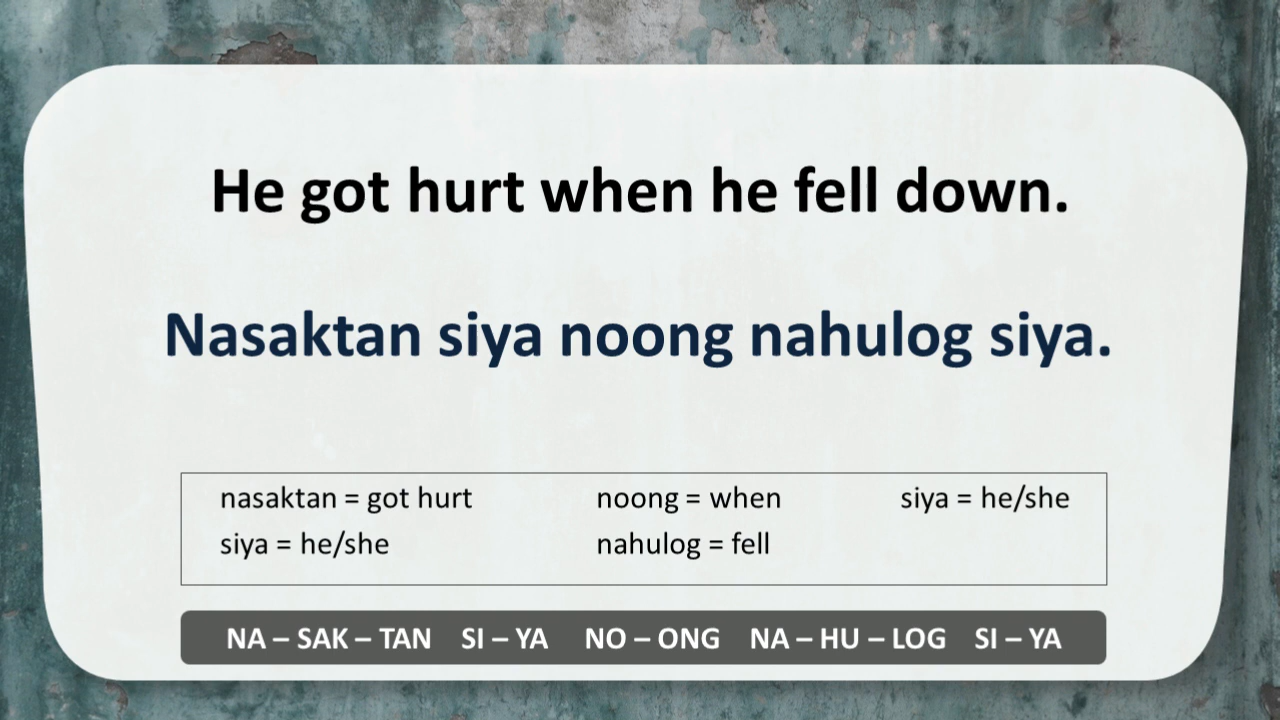 He got hurt when he fell down.
Nasaktan siya noong nahulog siya.
nasaktan = got hurt noong = when siya = he/she
siya = he/she nahulog = fell
NA – SAK – TAN SI – YA NO – ONG NA – HU – LOG SI – YA